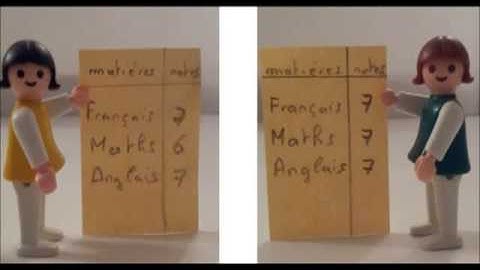 matières notes
Français 7
Maths 6
Anglais 7
matières notes
Français 7
Maths 7
Anglais 7